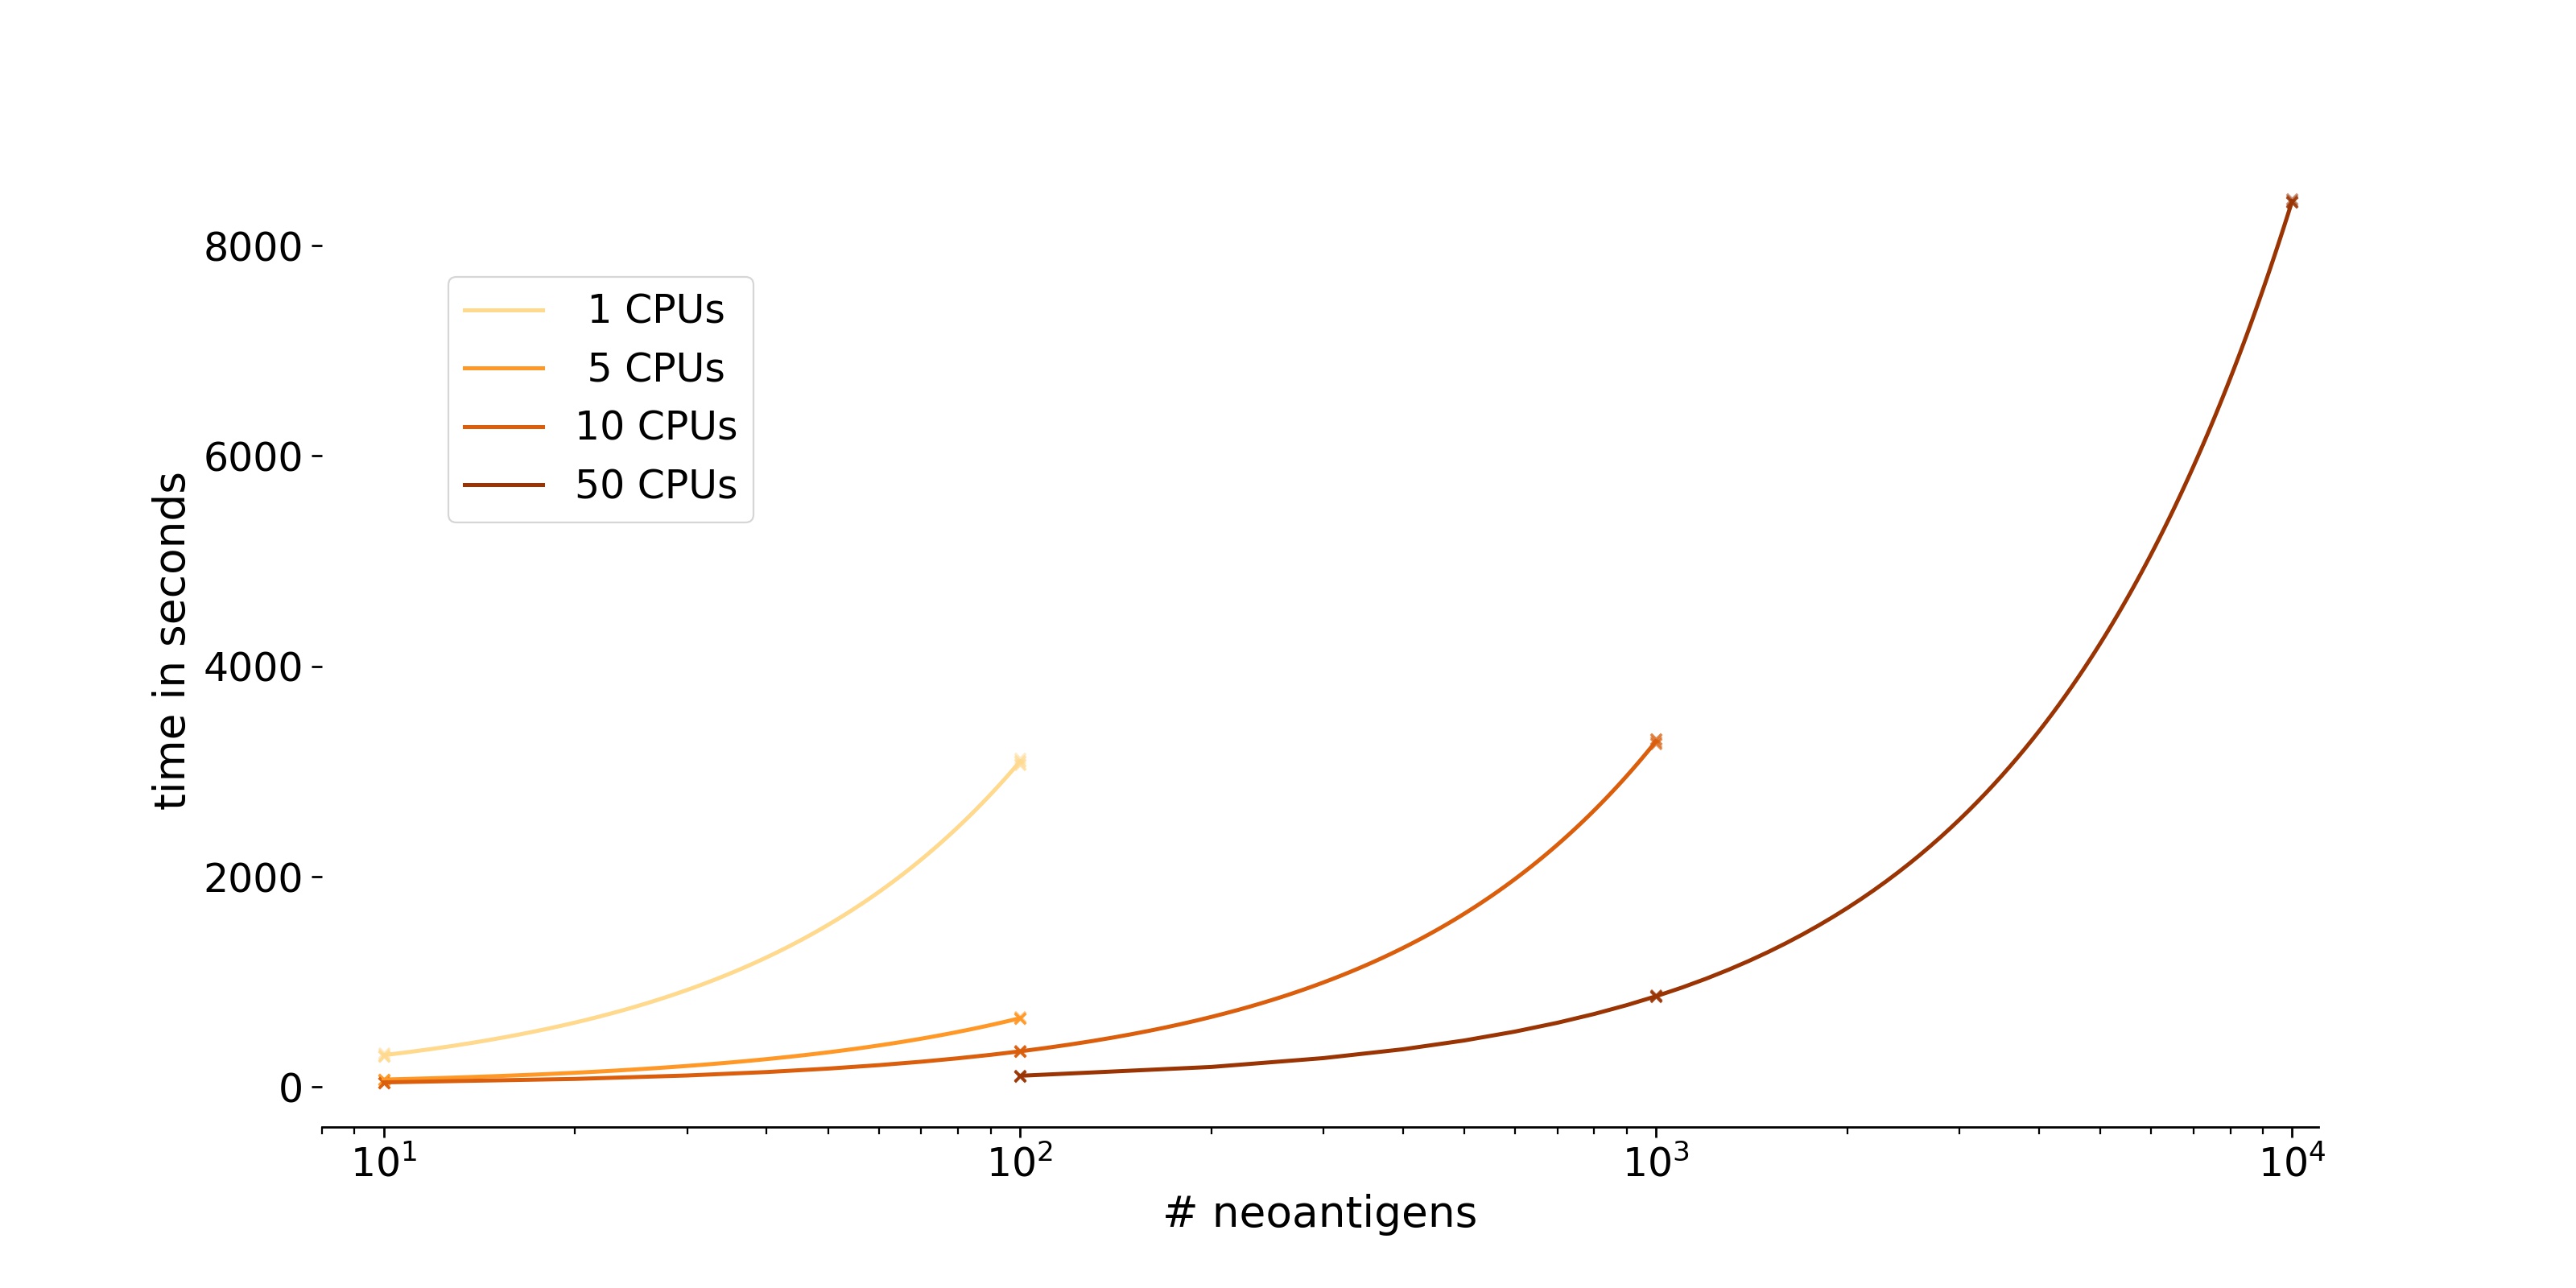 8000
6000
4000
2000
0
time in seconds
1 CPUs
5 CPUs
10 CPUs
50 CPUs
10¹ 10² 10³ 10⁴
# neoantigens